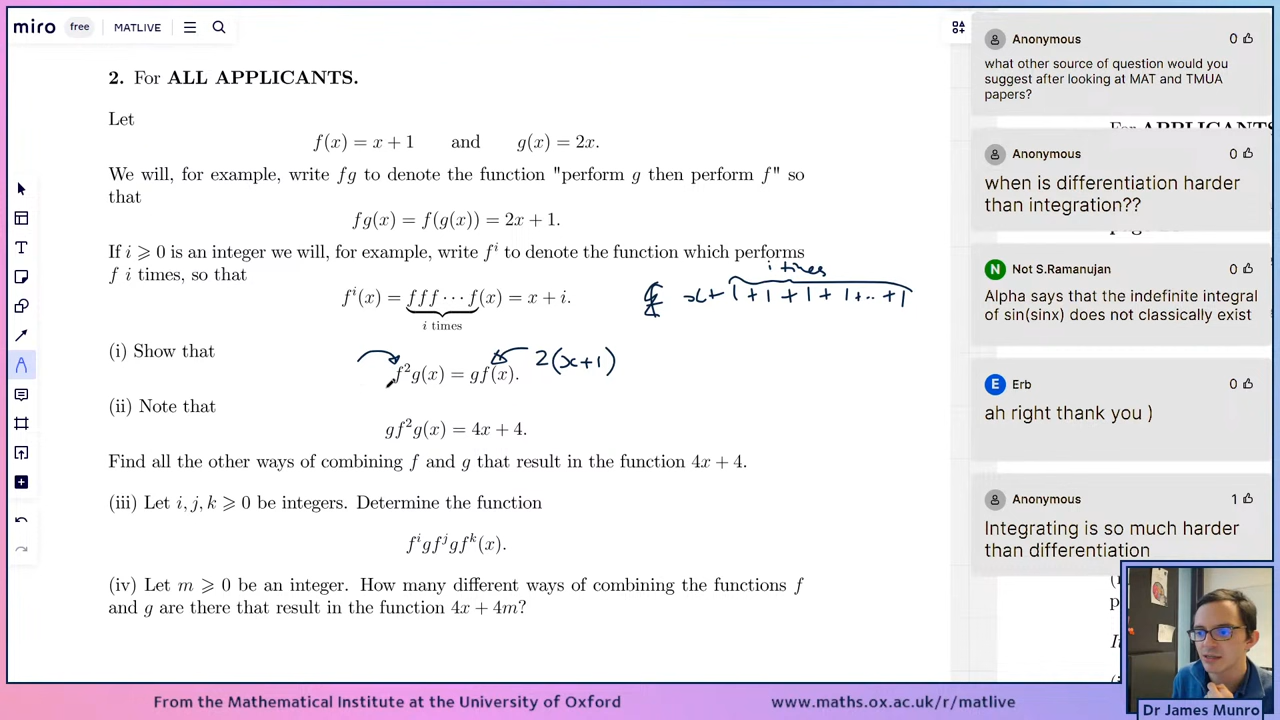 miro free MATLIVE
2. For ALL APPLICANTS.
Let
f(x) = x + 1 and g(x) = 2x.
We will, for example, write fg to denote the function "perform g then perform f" so
that
fg(x) = f(g(x)) = 2x + 1.
If i ⩾ 0 is an integer we will, for example, write fⁱ to denote the function which performs
f i times, so that
i times
fⁱ(x) = fff⋯f(x) = x + i.
x + 1 + 1 + 1 + 1 + .. + 1
i times
(i) Show that
f²g(x) = gf(x).
2(x+1)
(ii) Note that
gf²g(x) = 4x + 4.
Find all the other ways of combining f and g that result in the function 4x + 4.
(iii) Let i, j, k ⩾ 0 be integers. Determine the function
fⁱgfʲgfᵏ(x).
(iv) Let m ⩾ 0 be an integer. How many different ways of combining the functions f
and g are there that result in the function 4x + 4m?
Anonymous 0
what other source of question would you
suggest after looking at MAT and TMUA
papers?
Anonymous 0
when is differentiation harder
than integration??
N Not S.Ramanujan 0
Alpha says that the indefinite integral
of sin(sinx) does not classically exist
E Erb 0
ah right thank you )
Anonymous 1
Integrating is so much harder
than differentiation
Dr James Munro
From the Mathematical Institute at the University of Oxford
www.maths.ox.ac.uk/r/matlive